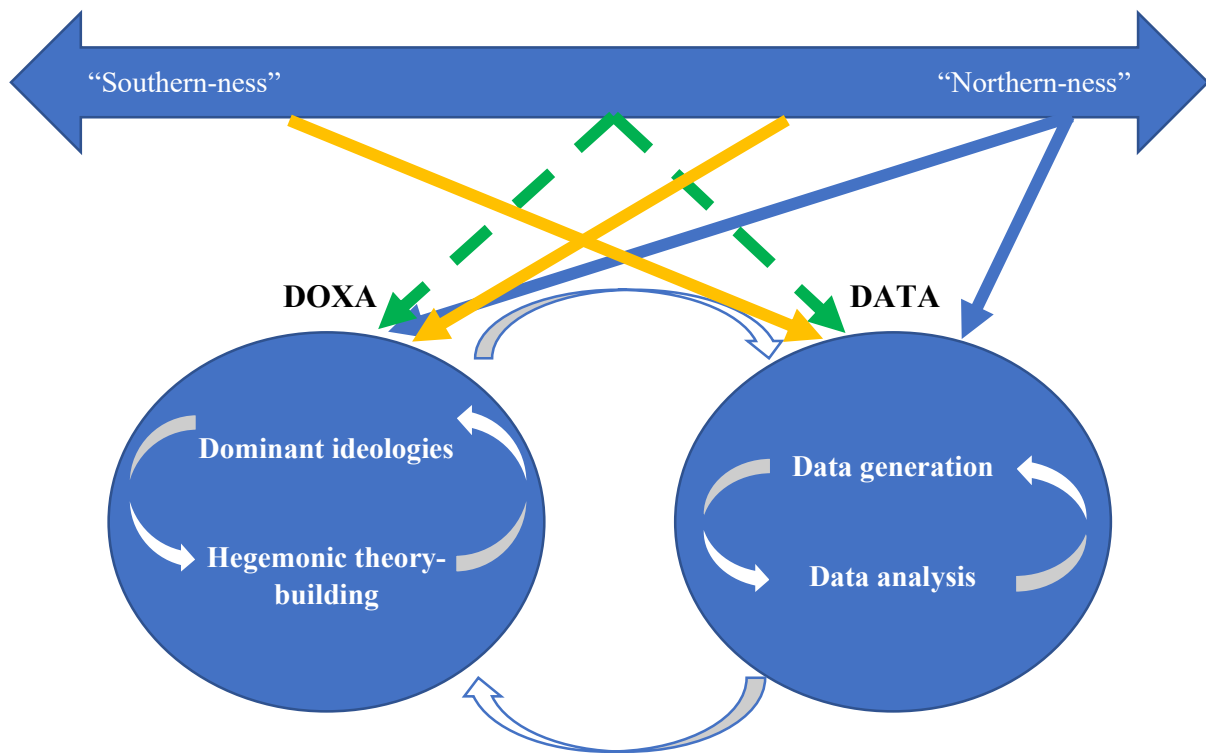 “Southern-ness”
“Northern-ness”
DOXA
DATA
Dominant ideologies
Hegemonic theory-
building
Data generation
Data analysis